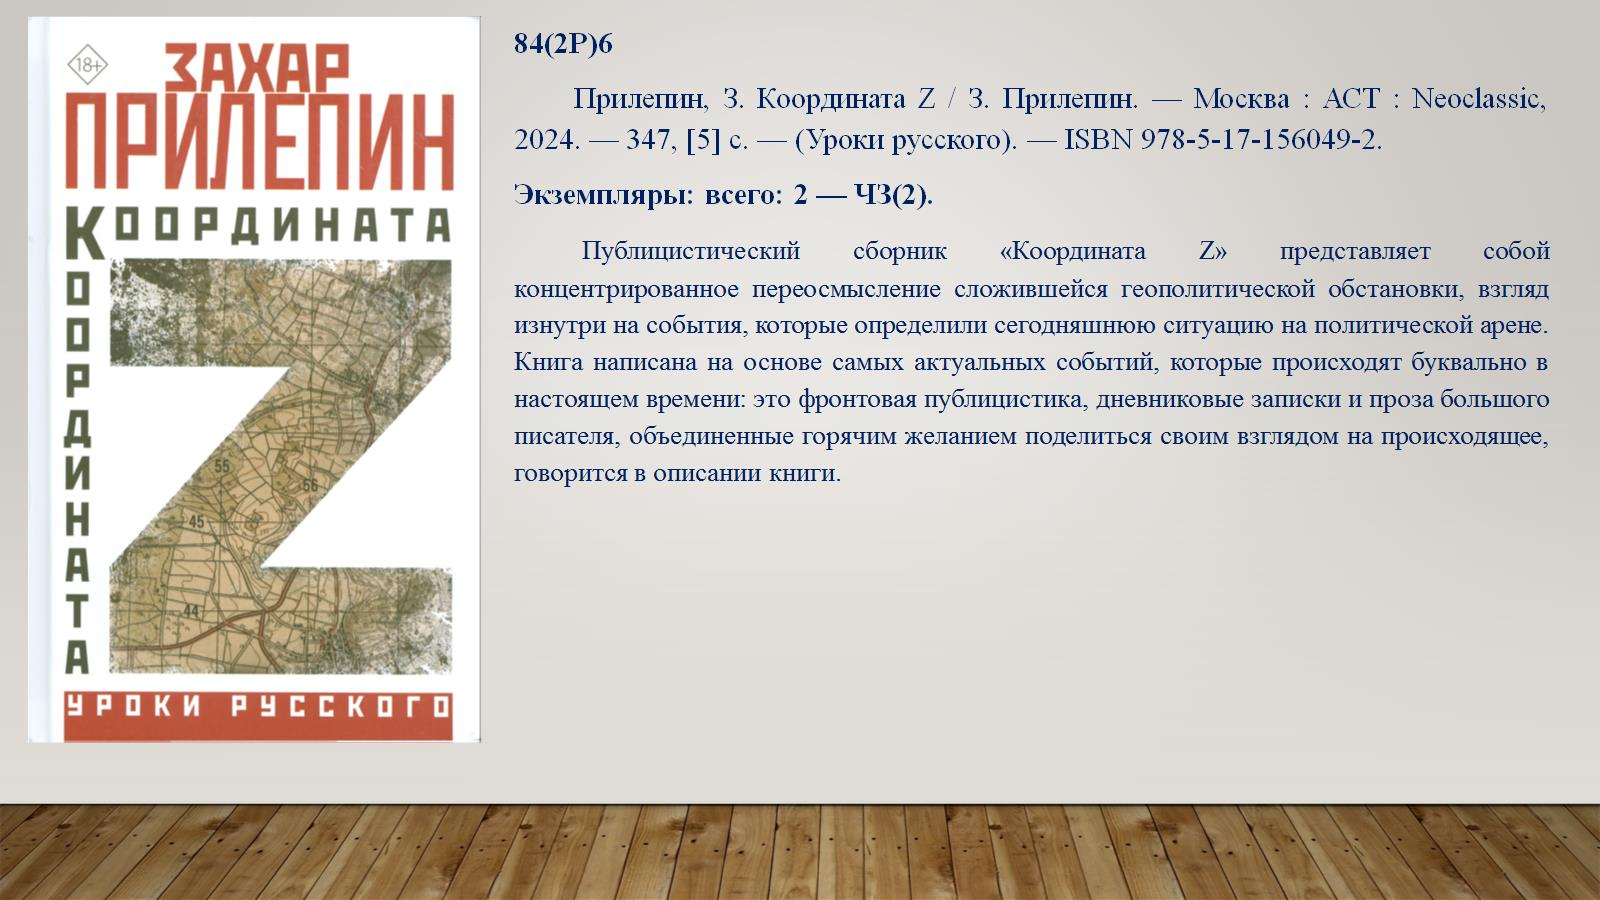 18+
ЗАХАР
ПРИЛЕПИН
КООРДИНАТА
КООРДИНАТА
Z
55
56
45
44
УРОКИ РУССКОГО
84(2Р)6
Прилепин, З. Координата Z / З. Прилепин. — Москва : АСТ : Neoclassic,
2024. — 347, [5] с. — (Уроки русского). — ISBN 978-5-17-156049-2.
Экземпляры: всего: 2 — ЧЗ(2).
Публицистический сборник «Координата Z» представляет собой
концентрированное переосмысление сложившейся геополитической обстановки, взгляд
изнутри на события, которые определили сегодняшнюю ситуацию на политической арене.
Книга написана на основе самых актуальных событий, которые происходят буквально в
настоящем времени: это фронтовая публицистика, дневниковые записки и проза большого
писателя, объединенные горячим желанием поделиться своим взглядом на происходящее,
говорится в описании книги.